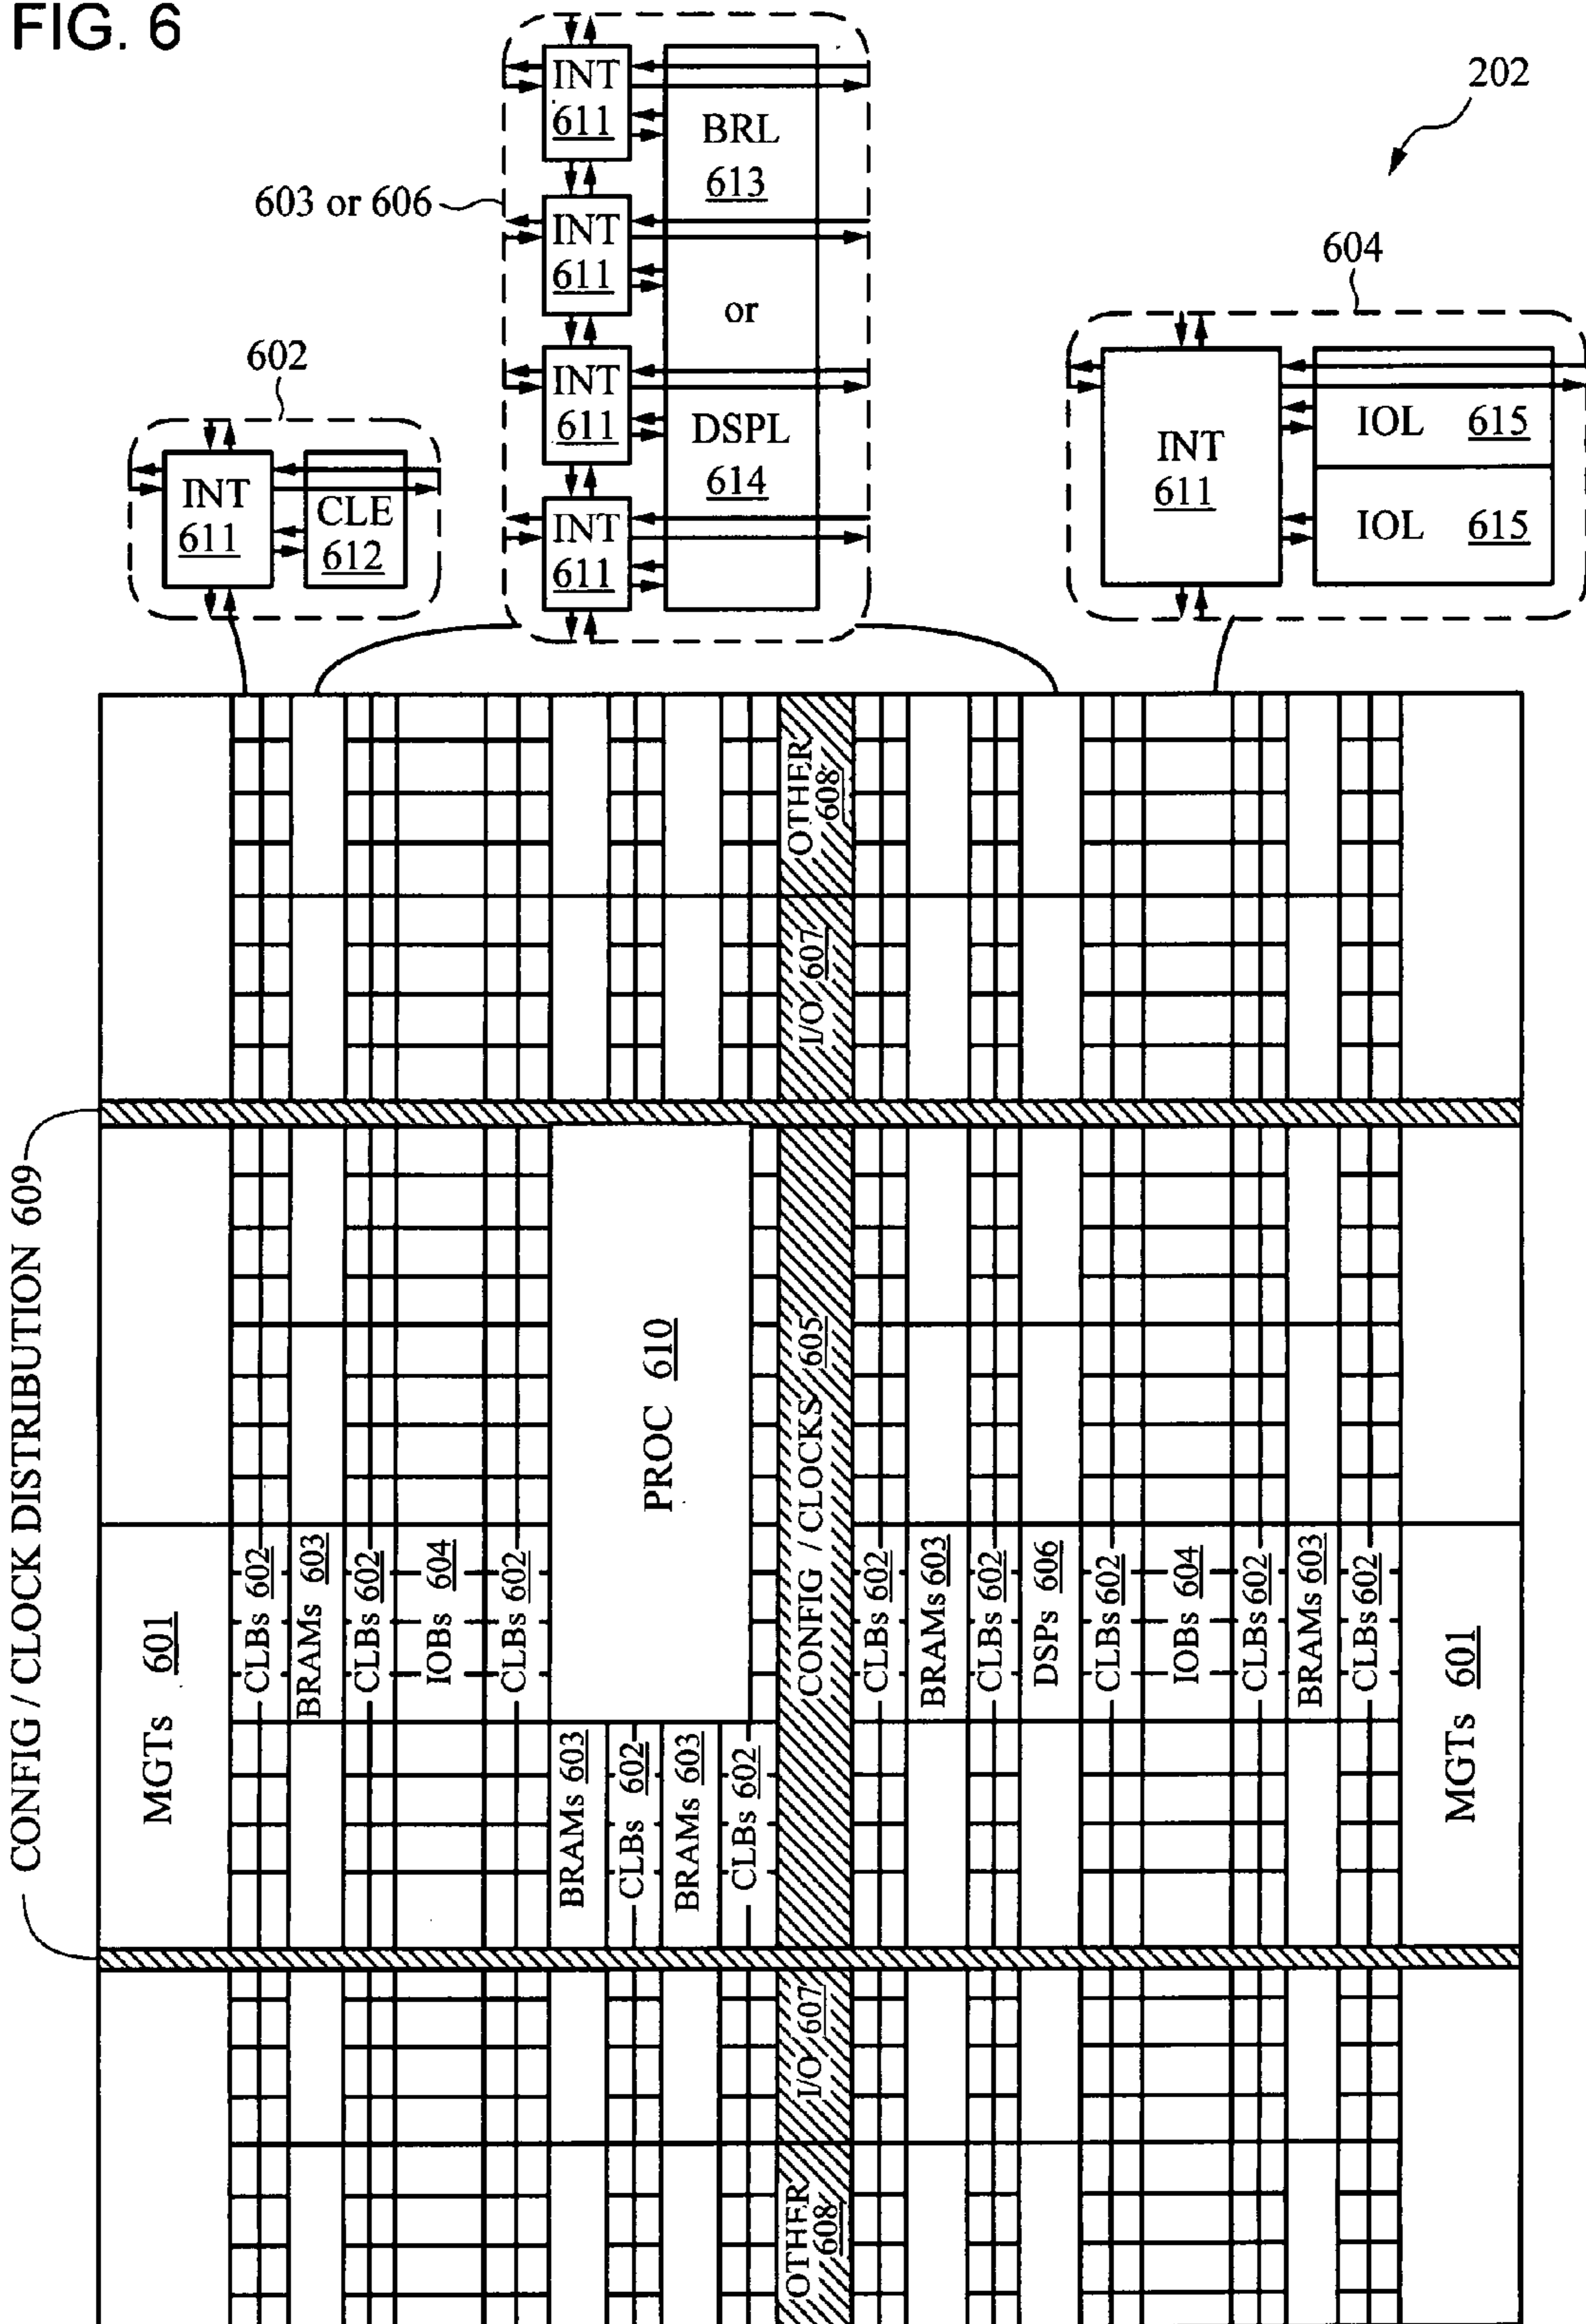 FIG. 6
202
603 or 606
INT
611
INT
611
INT
611
INT
611
BRL
613
or
DSPL
614
604
INT
611
IOL 615
IOL 615
602
INT
611
CLE
612
OTHER
608
I/O 607
CONFIG / CLOCK DISTRIBUTION 609
PROC 610
CONFIG / CLOCKS 605
MGTs 601
CLBs 602
BRAMs 603
CLBs 602
IOBs 604
CLBs 602
BRAMs 603
CLBs 602
BRAMs 603
CLBs 602
CLBs 602
BRAMs 603
CLBs 602
DSPs 606
CLBs 602
IOBs 604
CLBs 602
BRAMs 603
CLBs 602
MGTs 601
I/O 607
OTHER
608